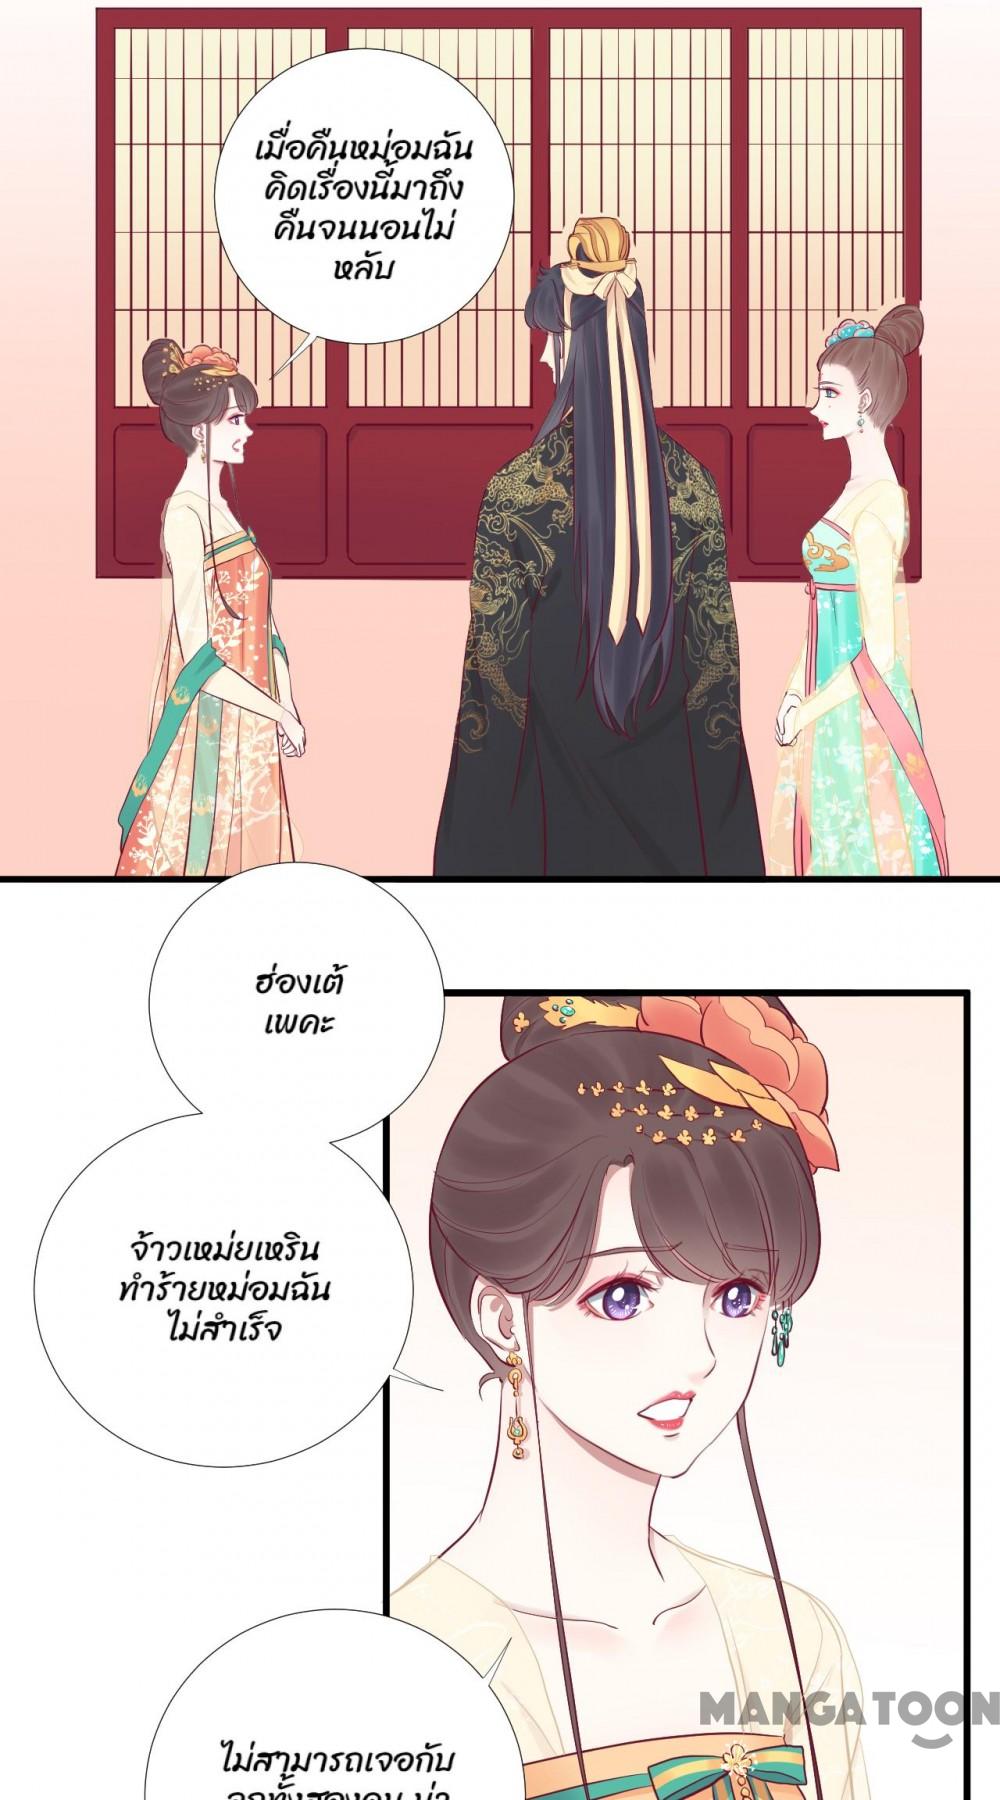 เมื่อคืนหม่อมฉัน
คิดเรื่องนี้มาถึง
คืนจนนอนไม่
หลับ
ฮ่องเต้
เพคะ
จ้าวเหม่ยเหริน
ทำร้ายหม่อมฉัน
ไม่สำเร็จ
MANGATOON
ไม่สามารถเจอกับ